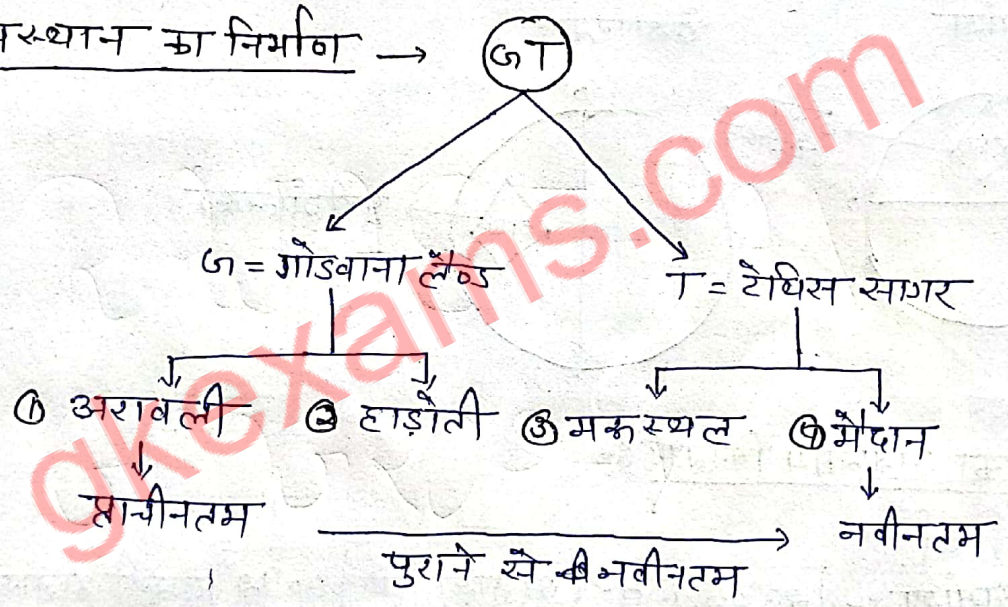 स्थान का निर्माण → GT
G = गोडवाना लैण्ड
T = टेथिस सागर
① अरावली ② हाड़ौती ③ मरूस्थल ④ मैदान
प्राचीनतम
नवीनतम
पुराने से नवीनतम
gkexams.com